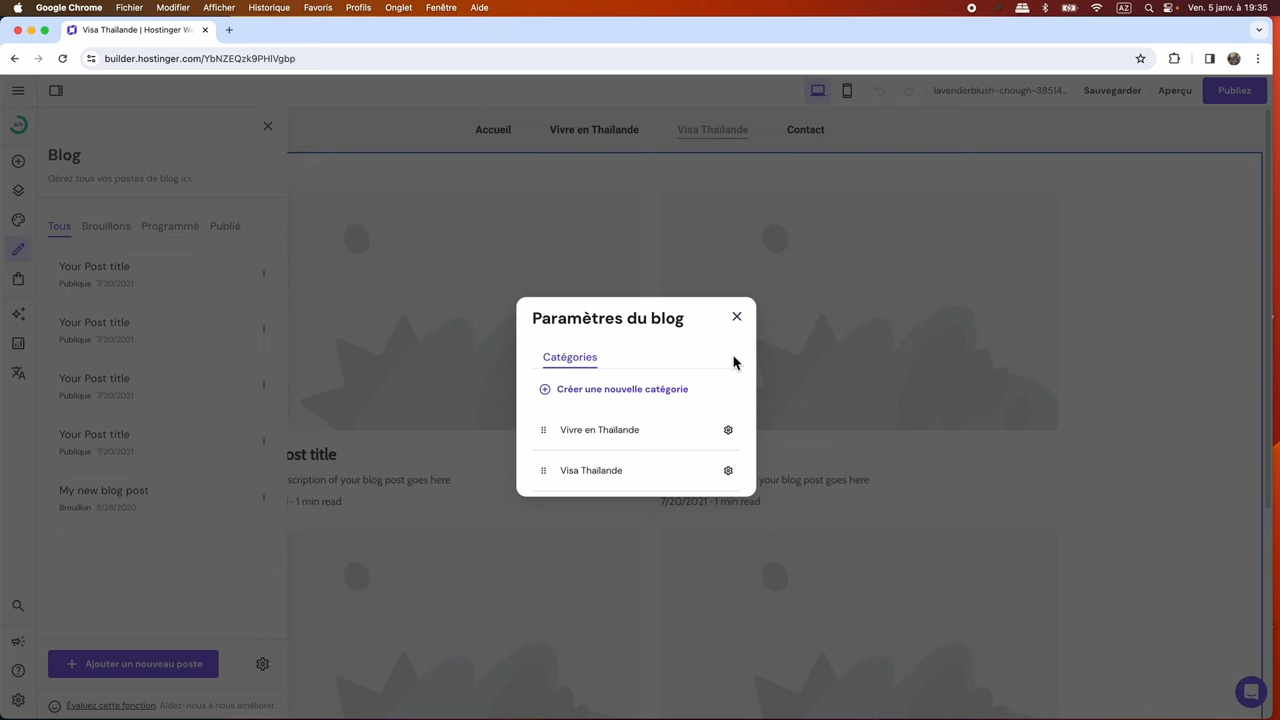 Google Chrome Fichier Modifier Afficher Historique Favoris Profils Onglet Fenêtre Aide
AZ Ven. 5 janv. à 19:35
Visa Thaïlande | Hostinger We
builder.hostinger.com/YbNZEQzk9PHlVgbp
lavenderblush-chough-38514... Sauvegarder Aperçu Publiez
Accueil Vivre en Thaïlande Visa Thaïlande Contact
Blog
Gérez tous vos postes de blog ici.
Tous Brouillons Programmé Publié
Your Post title
Publique 7/20/2021
Your Post title
Publique 7/20/2021
Your Post title
Publique 7/20/2021
Your Post title
Publique 7/20/2021
My new blog post
Brouillon 8/29/2020
Ajouter un nouveau poste
Évaluez cette fonction. Aidez-nous à nous améliorer.
Paramètres du blog
Catégories
Créer une nouvelle catégorie
Vivre en Thaïlande
Visa Thaïlande
ost title
scription of your blog post goes here
- 1 min read
your blog post goes here
7/20/2021 - 1 min read